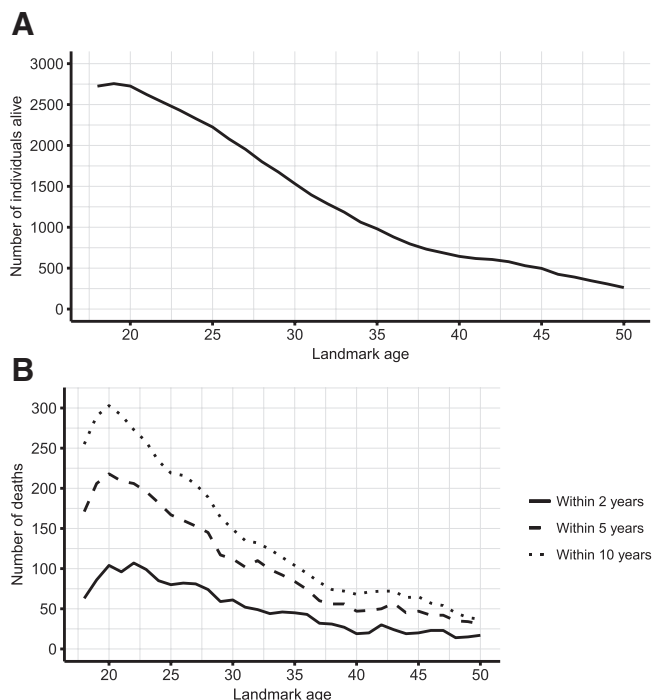 A
Number of individuals alive
3000
2500
2000
1500
1000
500
0
20 25 30 35 40 45 50
Landmark age
B
Number of deaths
300
250
200
150
100
50
0
20 25 30 35 40 45 50
Landmark age
Within 2 years
Within 5 years
Within 10 years